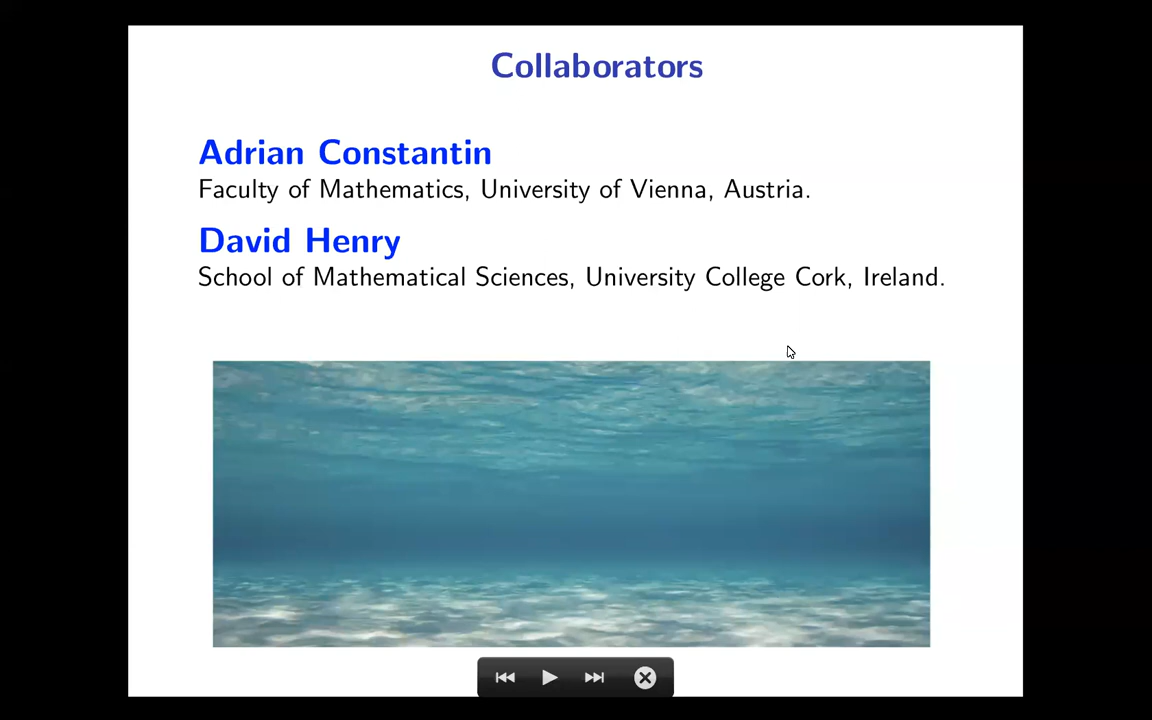 Collaborators
Adrian Constantin
Faculty of Mathematics, University of Vienna, Austria.
David Henry
School of Mathematical Sciences, University College Cork, Ireland.